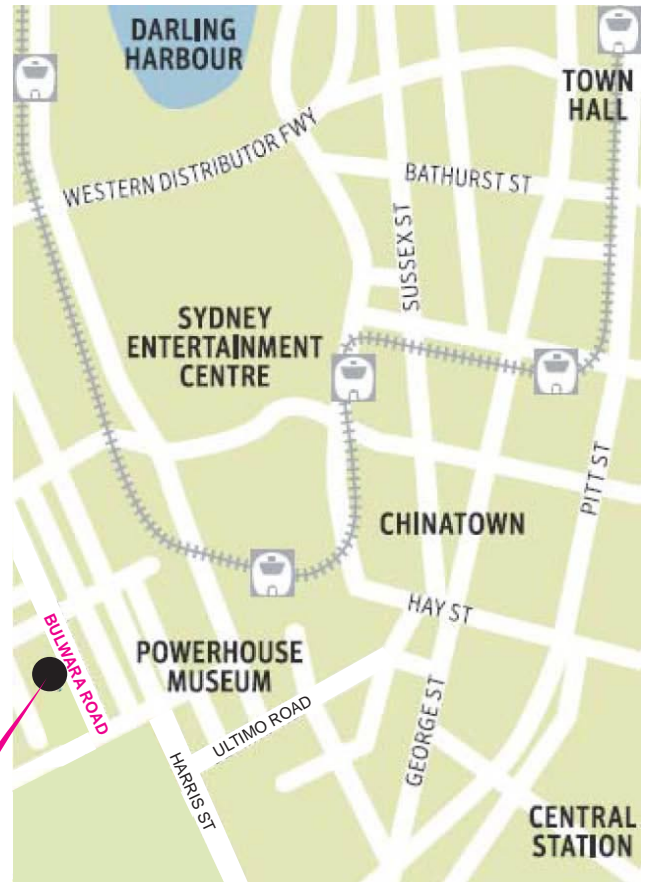 DARLING
HARBOUR
TOWN
HALL
WESTERN DISTRIBUTOR FWY
BATHURST ST
SUSSEX ST
SYDNEY
ENTERTAINMENT
CENTRE
PITT ST
CHINATOWN
HAY ST
BULWARA ROAD
POWERHOUSE
MUSEUM
ULTIMO ROAD
GEORGE ST
HARRIS ST
CENTRAL
STATION